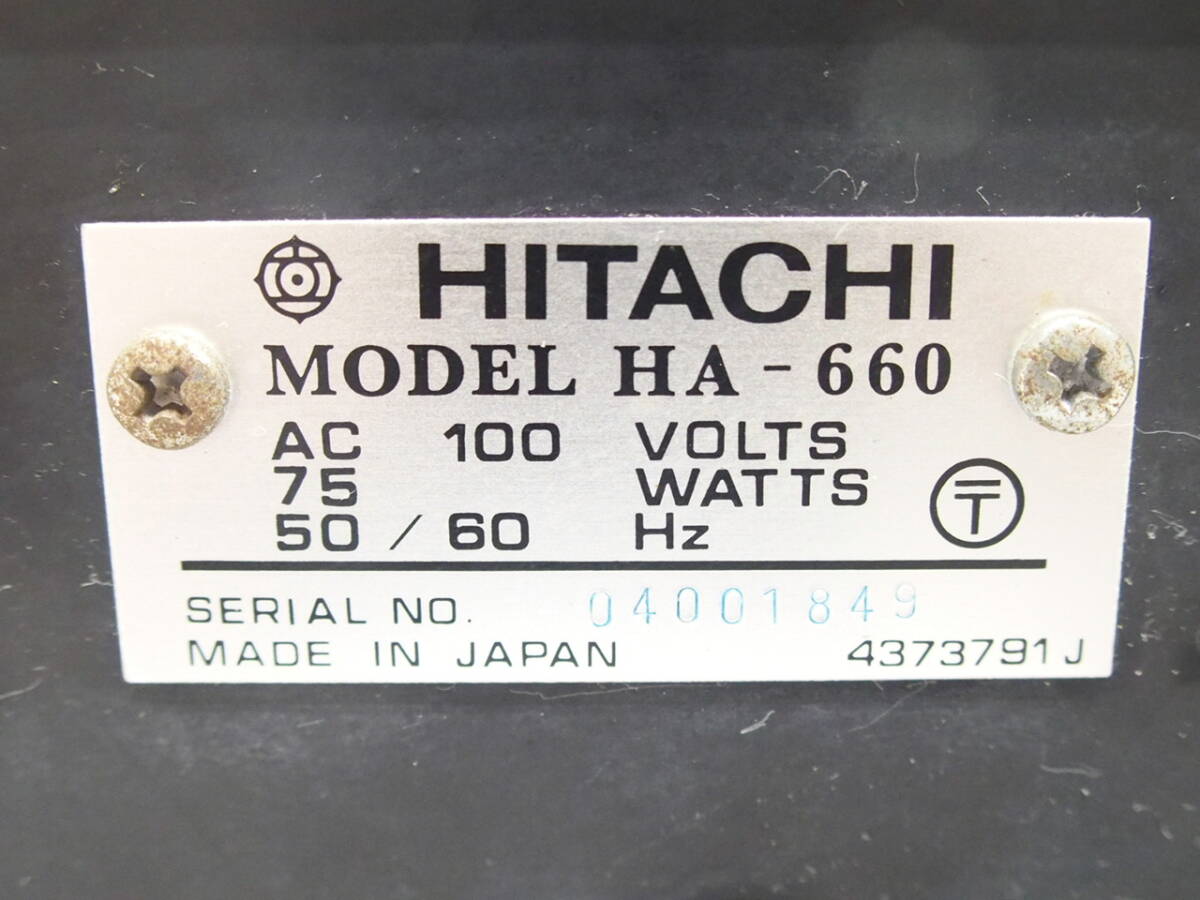 HITACHI
MODEL HA-660
AC 100 VOLTS
75 WATTS
50/60 Hz
SERIAL NO. 04001849
MADE IN JAPAN 4373791J